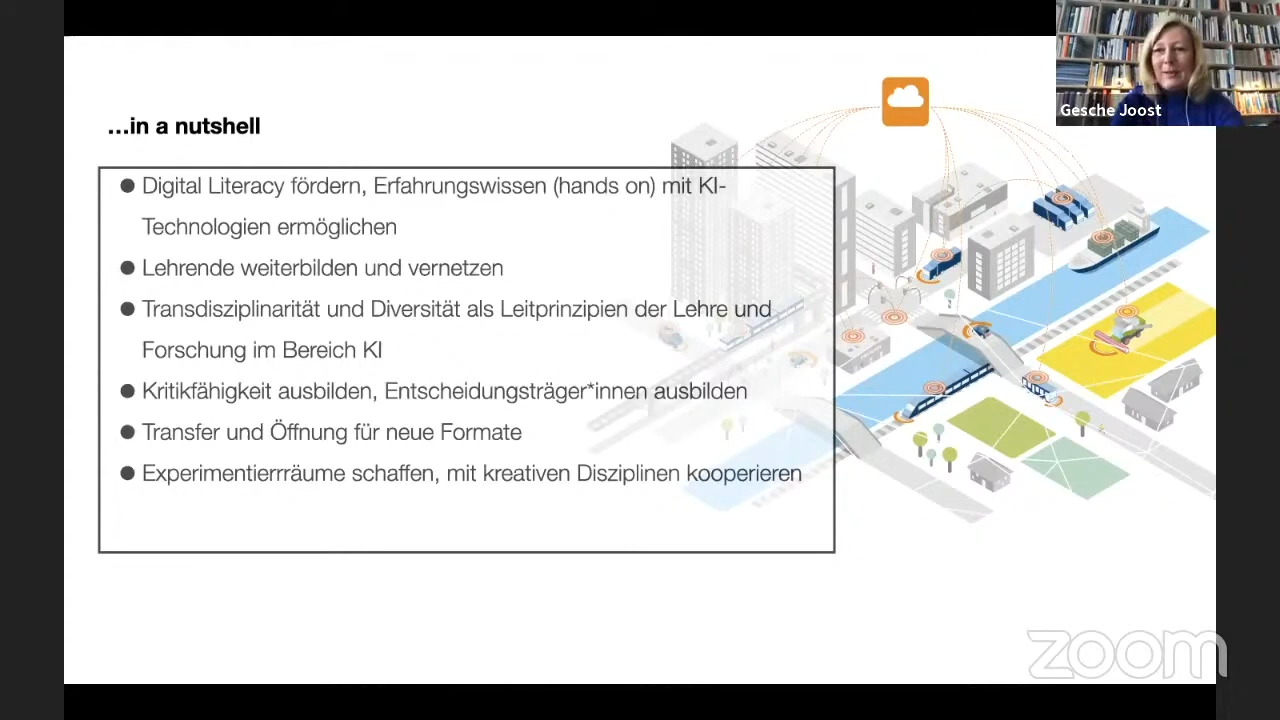 Gesche Joost
...in a nutshell
● Digital Literacy fördern, Erfahrungswissen (hands on) mit KI-
Technologien ermöglichen
● Lehrende weiterbilden und vernetzen
● Transdisziplinarität und Diversität als Leitprinzipien der Lehre und
Forschung im Bereich KI
● Kritikfähigkeit ausbilden, Entscheidungsträger*innen ausbilden
● Transfer und Öffnung für neue Formate
● Experimentierrräume schaffen, mit kreativen Disziplinen kooperieren
zoom